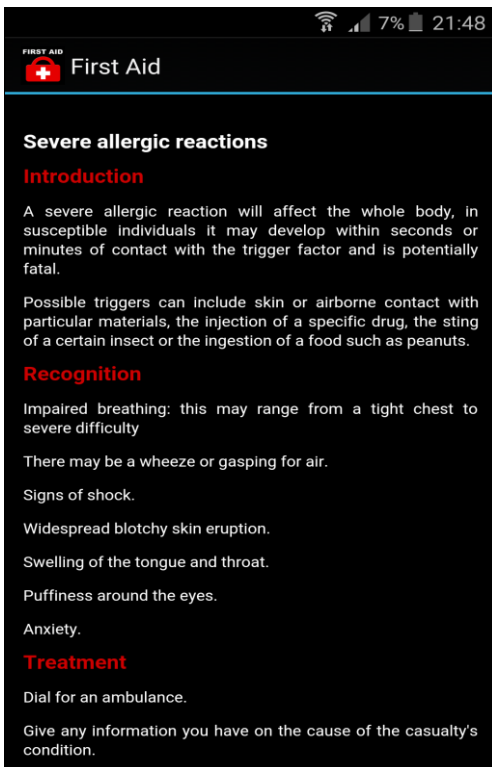 7% 21:48
FIRST AID
First Aid
Severe allergic reactions
Introduction
A severe allergic reaction will affect the whole body, in
susceptible individuals it may develop within seconds or
minutes of contact with the trigger factor and is potentially
fatal.
Possible triggers can include skin or airborne contact with
particular materials, the injection of a specific drug, the sting
of a certain insect or the ingestion of a food such as peanuts.
Recognition
Impaired breathing: this may range from a tight chest to
severe difficulty
There may be a wheeze or gasping for air.
Signs of shock.
Widespread blotchy skin eruption.
Swelling of the tongue and throat.
Puffiness around the eyes.
Anxiety.
Treatment
Dial for an ambulance.
Give any information you have on the cause of the casualty's
condition.